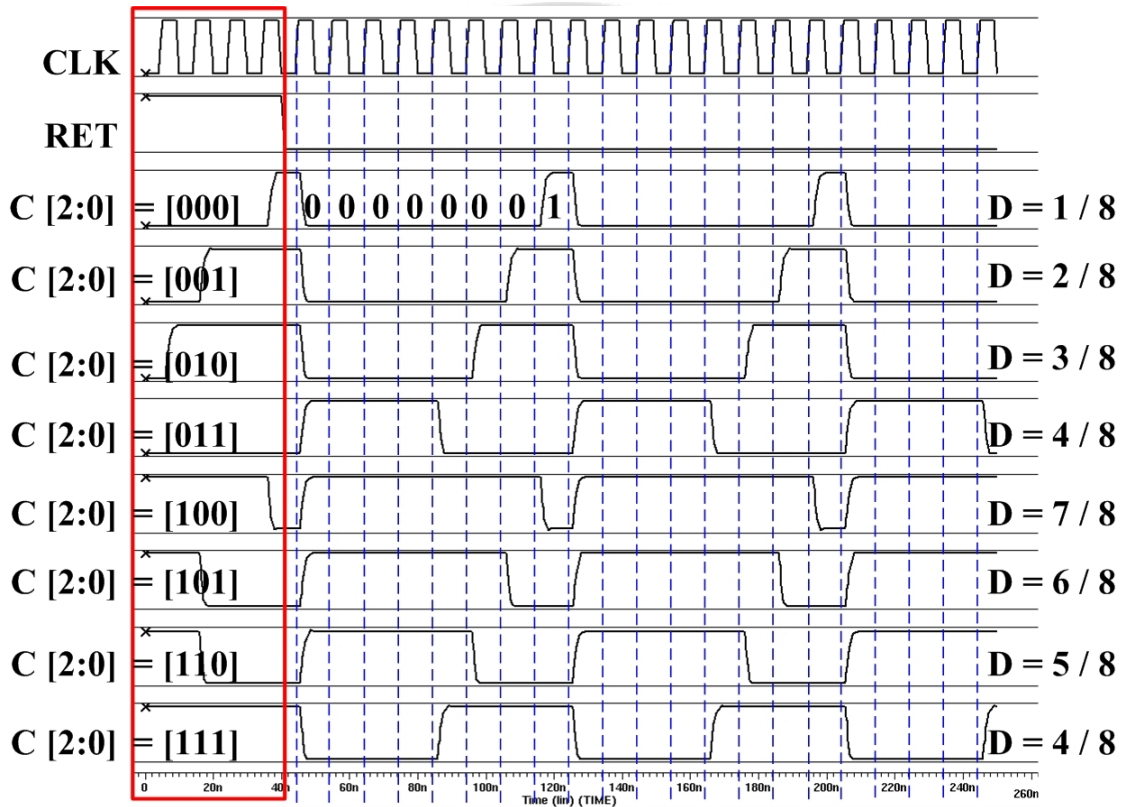 CLK
RET
C [2:0] = [000] 0 0 0 0 0 0 0 1 D = 1 / 8
C [2:0] = [001] D = 2 / 8
C [2:0] = [010] D = 3 / 8
C [2:0] = [011] D = 4 / 8
C [2:0] = [100] D = 7 / 8
C [2:0] = [101] D = 6 / 8
C [2:0] = [110] D = 5 / 8
C [2:0] = [111] D = 4 / 8
0 20n 40n 60n 80n 100n 120n 140n 160n 180n 200n 220n 240n 260n
Time (lin) (TIME)